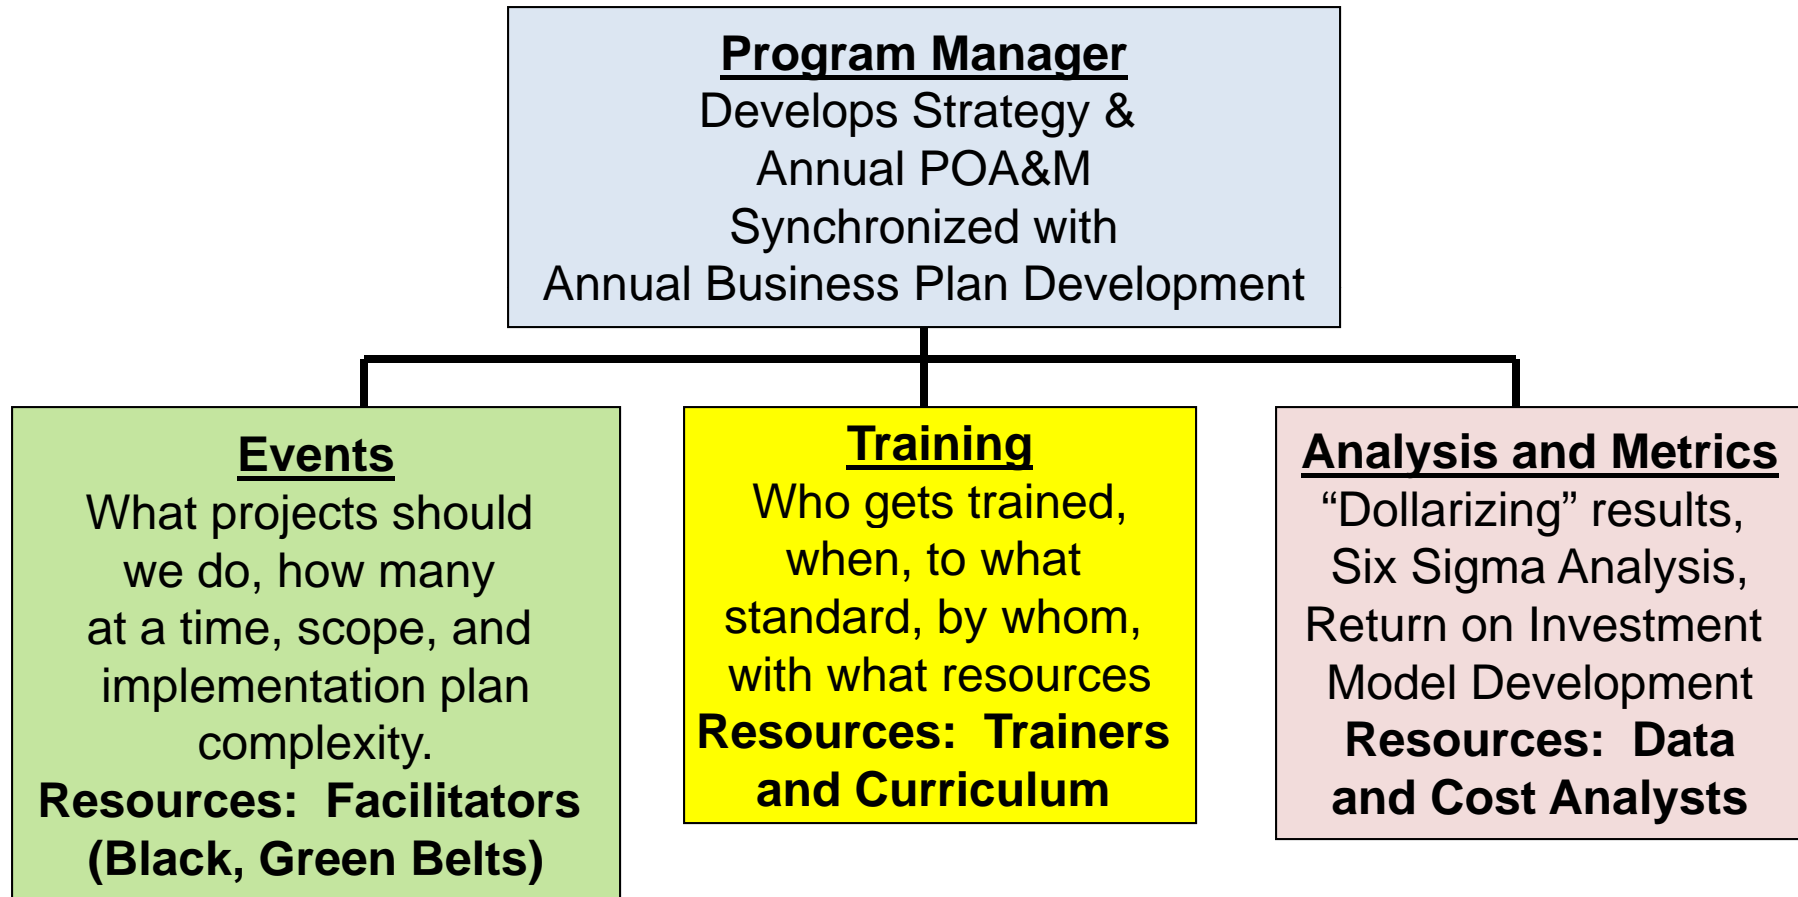 Program Manager
Develops Strategy &
Annual POA&M
Synchronized with
Annual Business Plan Development
Events
What projects should
we do, how many
at a time, scope, and
implementation plan
complexity.
Resources:  Facilitators
(Black, Green Belts)
Training
Who gets trained,
when, to what
standard, by whom,
with what resources
Resources:  Trainers
and Curriculum
Analysis and Metrics
“Dollarizing” results,
Six Sigma Analysis,
Return on Investment
Model Development
Resources:  Data
and Cost Analysts